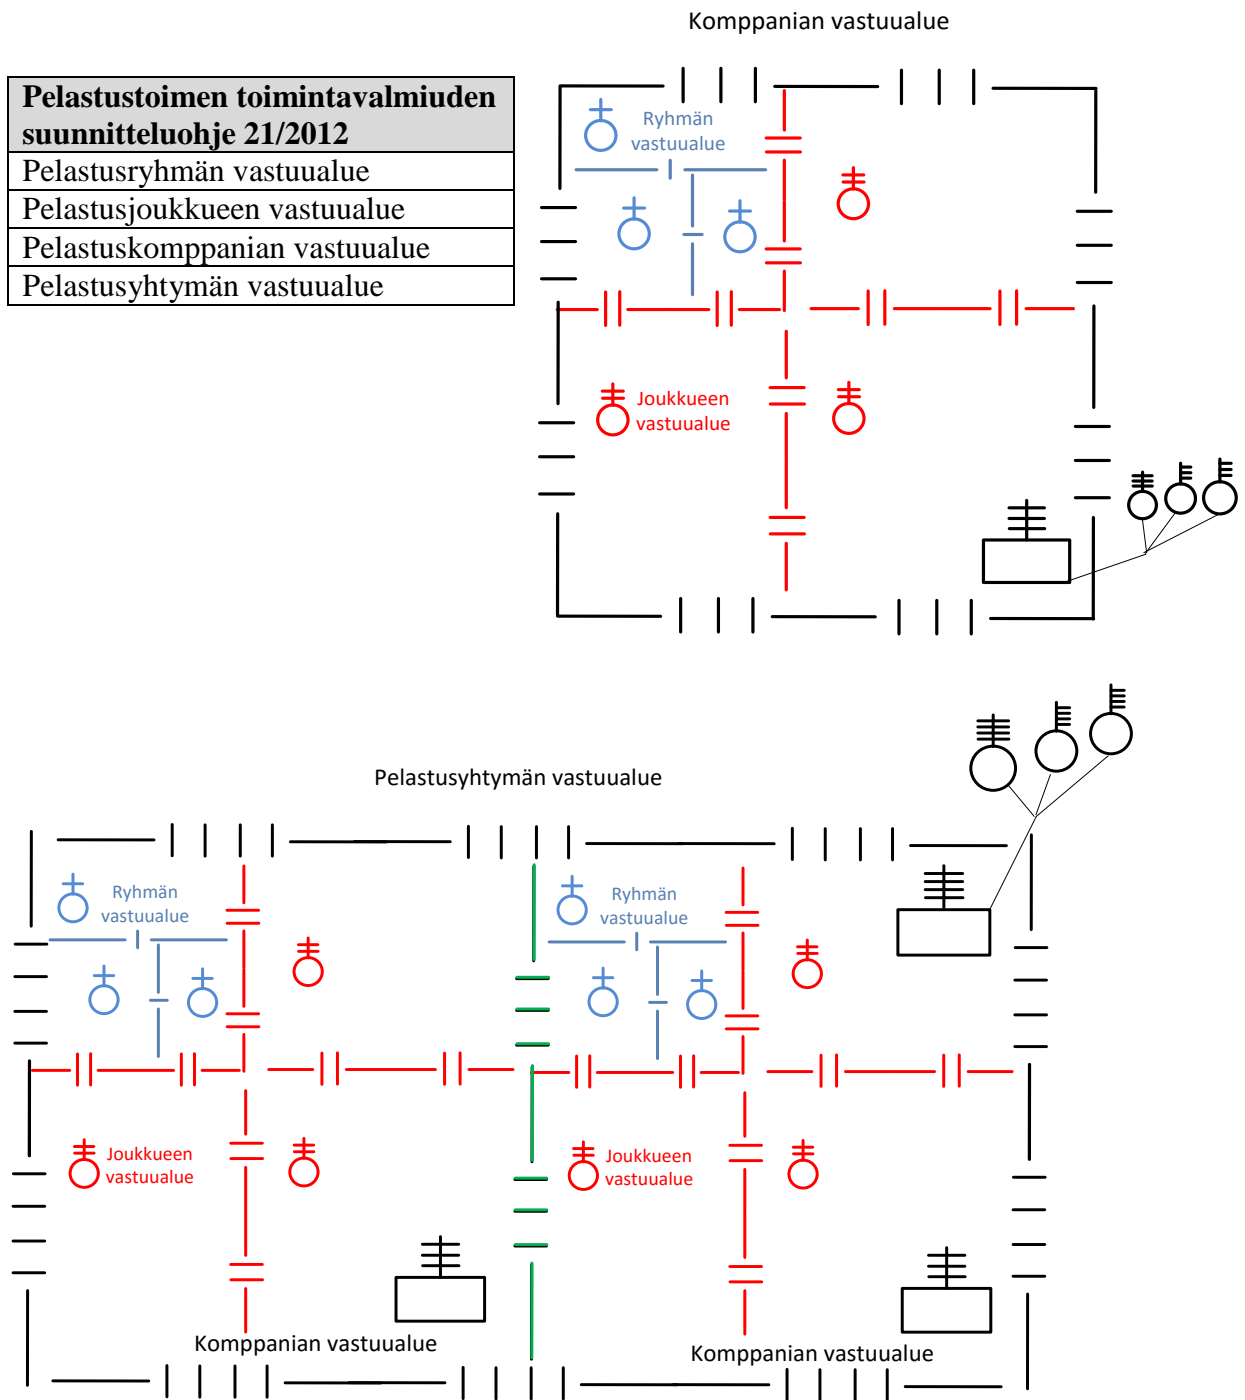 Komppanian vastuualue
Pelastustoimen toimintavalmiuden
suunnitteluohje 21/2012
Pelastusryhmän vastuualue
Pelastusjoukkueen vastuualue
Pelastuskomppanian vastuualue
Pelastusyhtymän vastuualue
Ryhmän
vastuualue
Joukkueen
vastuualue
Pelastusyhtymän vastuualue
Ryhmän
vastuualue
Ryhmän
vastuualue
Joukkueen
vastuualue
Joukkueen
vastuualue
Komppanian vastuualue
Komppanian vastuualue